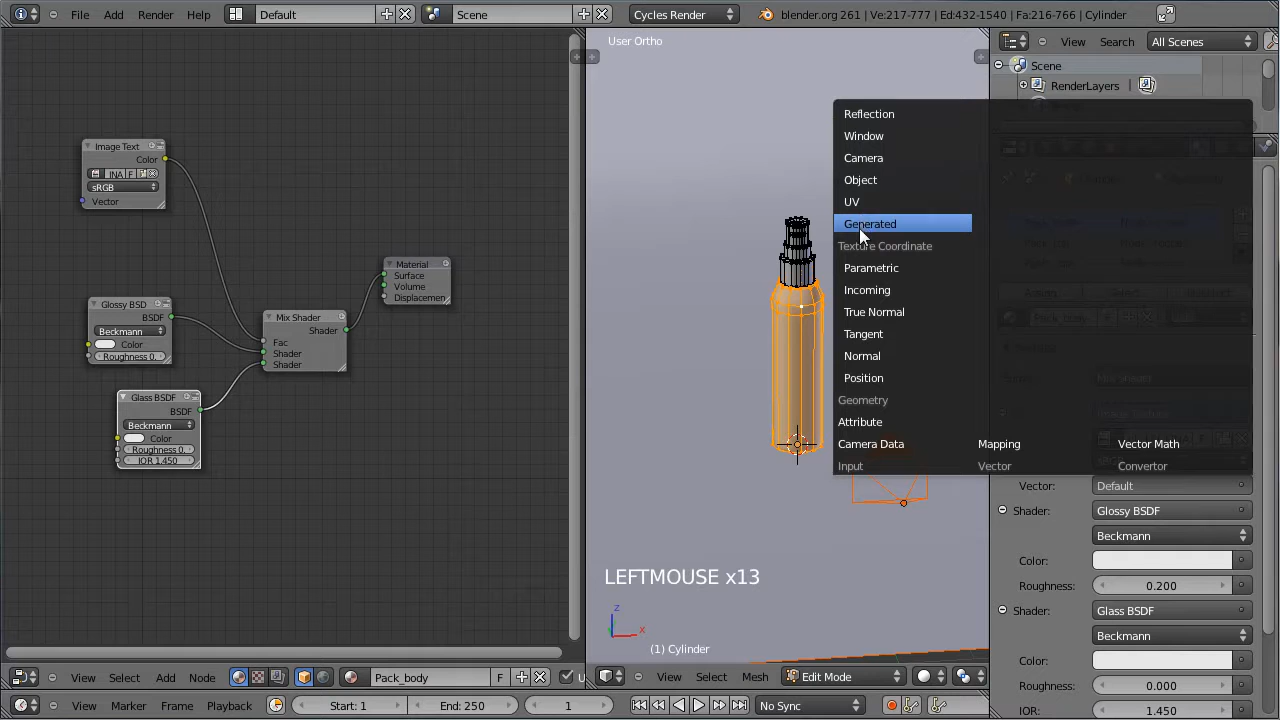 File Add Render Help
Default
Scene
Cycles Render
blender.org 261 | Ve:217-777 | Ed:432-1540 | Fa:216-766 | Cylinder
View Search
All Scenes
Scene
RenderLayers
User Ortho
Reflection
Window
Camera
Object
UV
Generated
Texture Coordinate
Parametric
Incoming
True Normal
Tangent
Normal
Position
Geometry
Attribute
Camera Data Mapping Vector Math
Input Vector Convertor
Image Text
Color
INA F
sRGB
Vector
Glossy BSD
BSDF
Beckmann
Color
Roughness 0.
Glass BSDF
BSDF
Beckmann
Color
Roughness 0.
IOR 1.450
Mix Shader
Shader
Fac
Shader
Shader
Material
Surface
Volume
Displacemen
Vector: Default
Shader: Glossy BSDF
Beckmann
Color:
Roughness: 0.200
Shader: Glass BSDF
Beckmann
Color:
Roughness: 0.000
IOR: 1.450
LEFTMOUSE x13
z
x
(1) Cylinder
View Select Add Node
Pack_body F
U
View Select Mesh
Edit Mode
View Marker Frame Playback
Start: 1
End: 250
1
No Sync